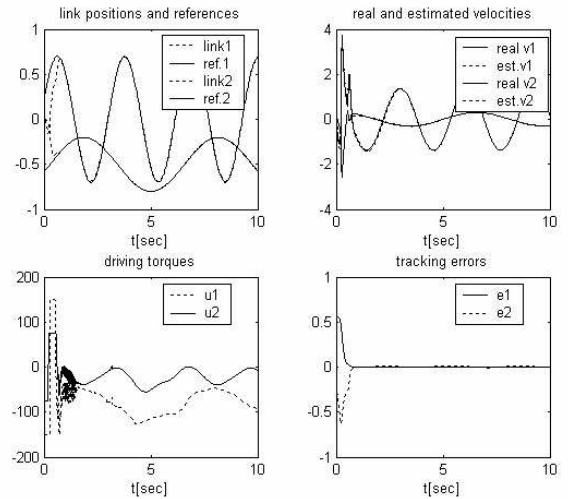 link positions and references
1
0.5
0
-0.5
-1
0
5
10
t[sec]
link1
ref.1
link2
ref.2
real and estimated velocities
4
2
0
-2
-4
0
5
10
t[sec]
real v1
est.v1
real v2
est.v2
driving torques
200
100
0
-100
-200
0
5
10
t[sec]
u1
u2
tracking errors
1
0.5
0
-0.5
-1
0
5
10
t[sec]
e1
e2